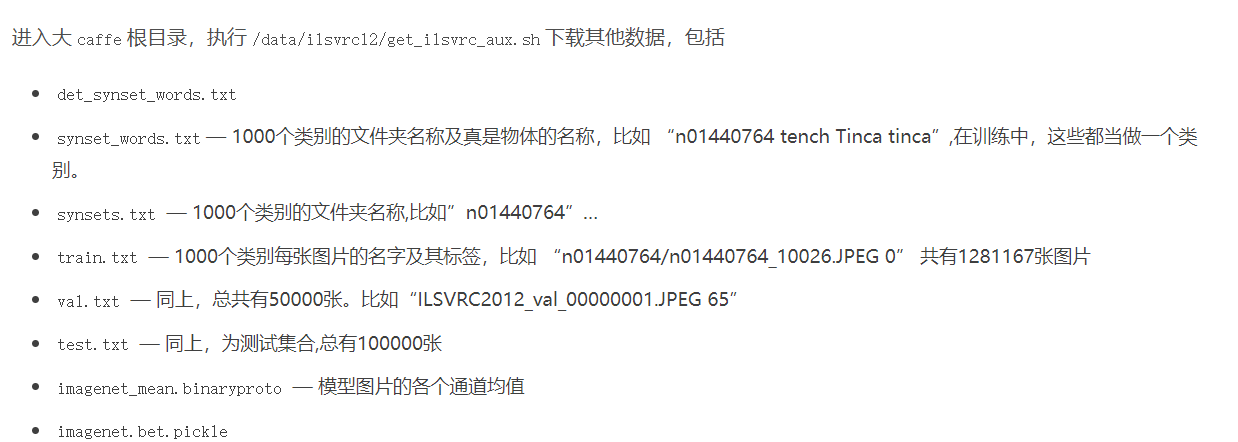 进入大 caffe 根目录，执行 /data/ilsvrc12/get_ilsvrc_aux.sh 下载其他数据，包括
• det_synset_words.txt
• synset_words.txt — 1000个类别的文件夹名称及真是物体的名称，比如 “n01440764 tench Tinca tinca” ,在训练中，这些都当做一个类
别。
• synsets.txt — 1000个类别的文件夹名称,比如” n01440764” ...
• train.txt — 1000个类别每张图片的名字及其标签，比如 “n01440764/n01440764_10026.JPEG 0” 共有1281167张图片
• val.txt — 同上，总共有50000张。比如 “ILSVRC2012_val_00000001.JPEG 65”
• test.txt — 同上，为测试集合,总有100000张
• imagenet_mean.binaryproto — 模型图片的各个通道均值
• imagenet.bet.pickle